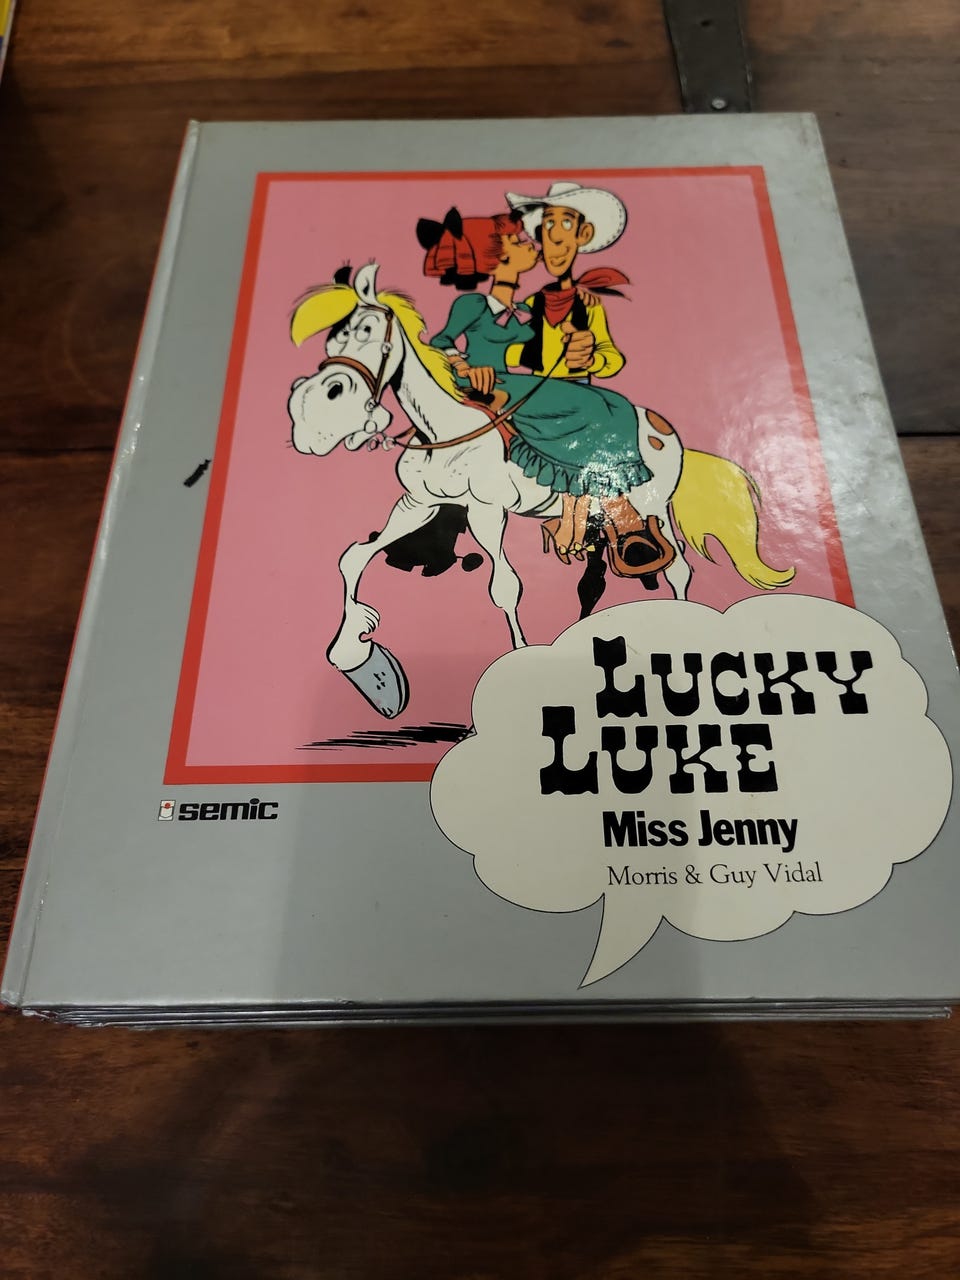 LUCKY
LUKE
Miss Jenny
Morris & Guy Vidal
semic